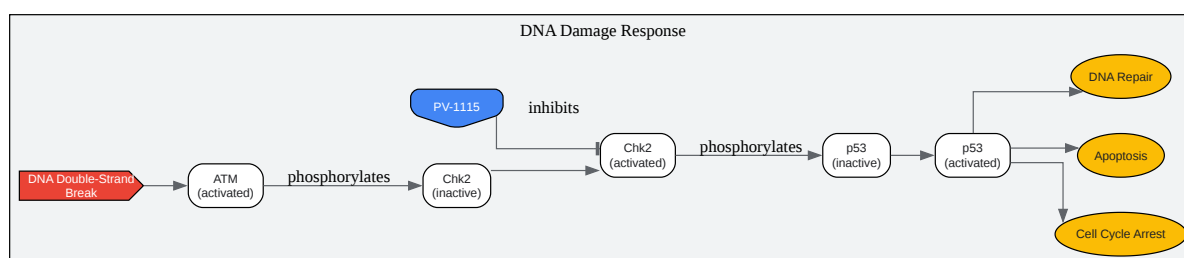 DNA Damage Response
DNA Repair
PV-1115
inhibits
Chk2
(activated)
phosphorylates
p53
(inactive)
p53
(activated)
Apoptosis
DNA Double-Strand
Break
ATM
(activated)
phosphorylates
Chk2
(inactive)
Cell Cycle Arrest